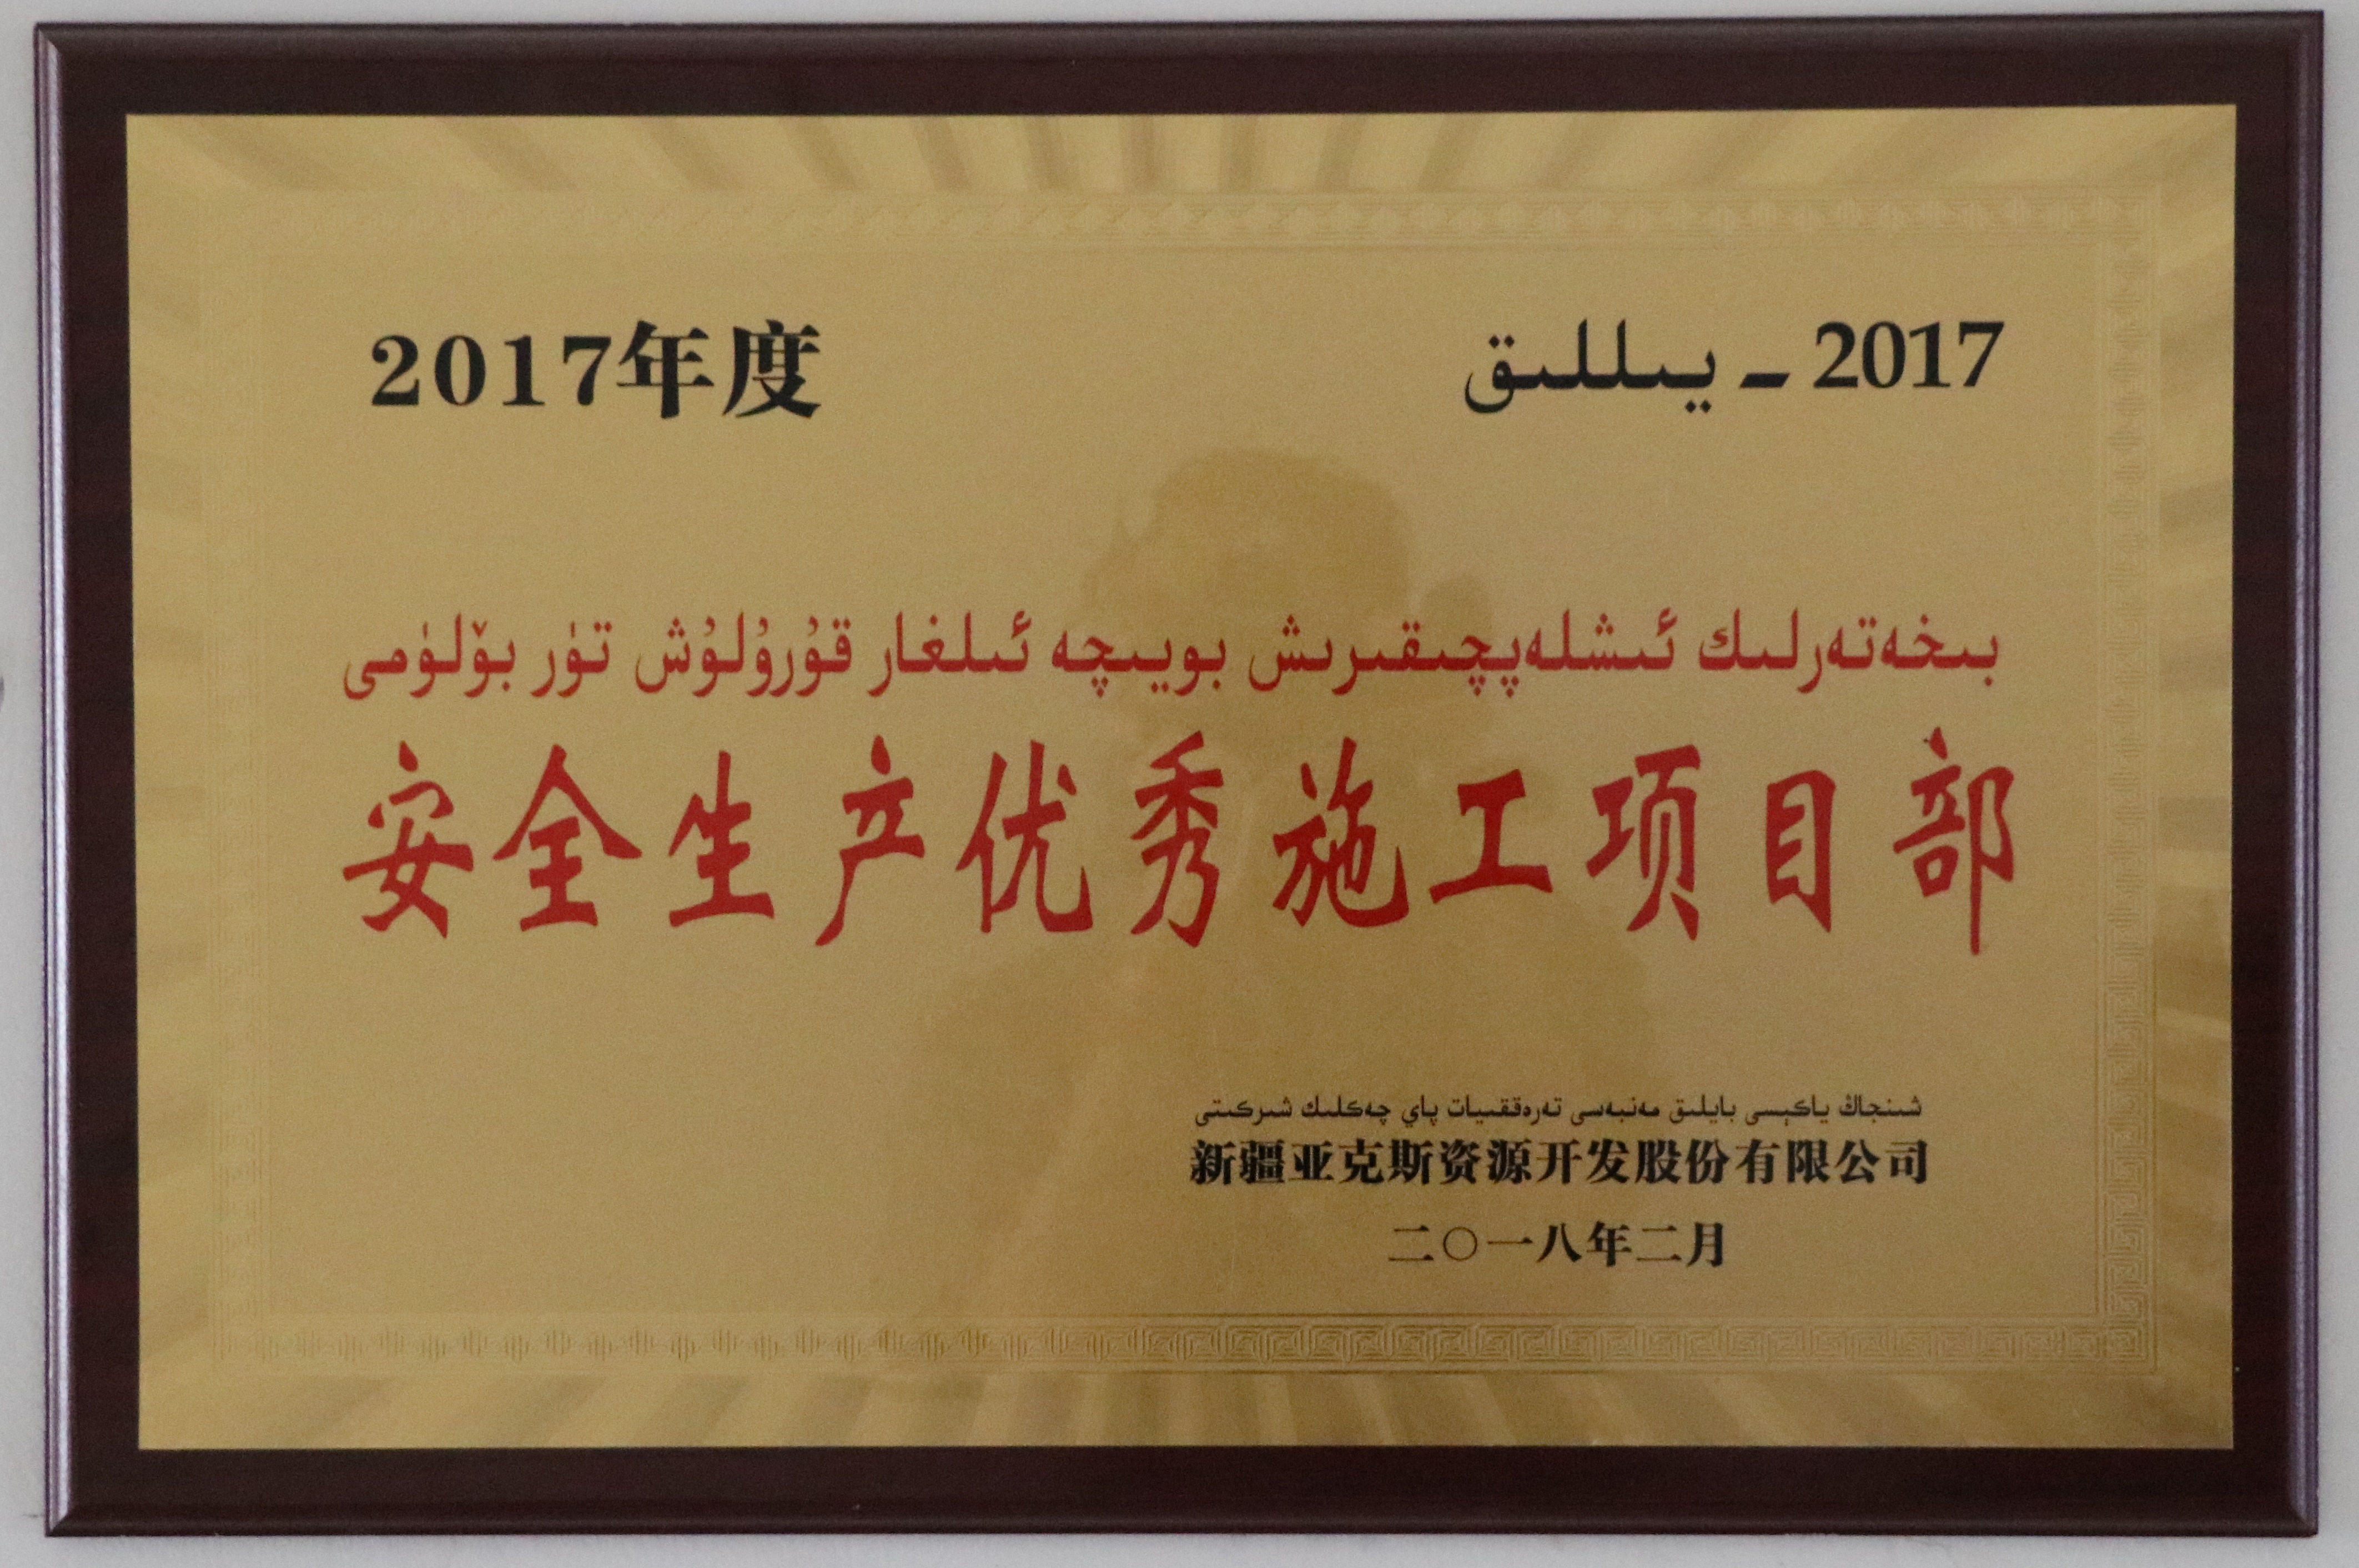 2017年度
2017 ـ يىللىق
بىخەتەرلىك ئىشلەپچىقىرىش بويىچە ئىلغار قۇرۇلۇش تۈر بۆلۈمى
安全生产优秀施工项目部
شىنجاڭ ياكېسى بايلىق مەنبەسى تەرەققىيات پاي چەكلىك شىركىتى
新疆亚克斯资源开发股份有限公司
二〇一八年二月